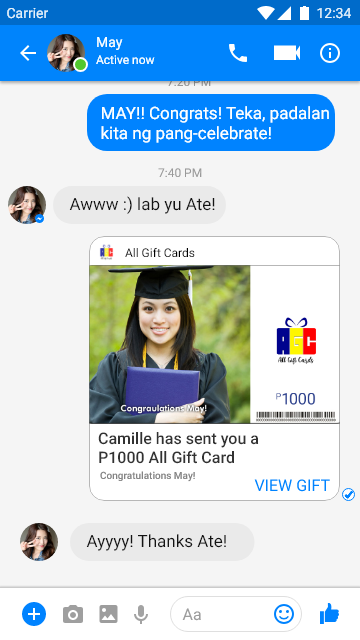 Carrier
12:34
May
Active now
7:20 PM
MAY!! Congrats! Teka, padalan
kita ng pang-celebrate!
7:40 PM
Awww :) lab yu Ate!
All Gift Cards
AGC
All Gift Cards
₱1000
Congraulations May!
Camille has sent you a
P1000 All Gift Card
Congratulations May!
VIEW GIFT
Ayyyy! Thanks Ate!
Aa